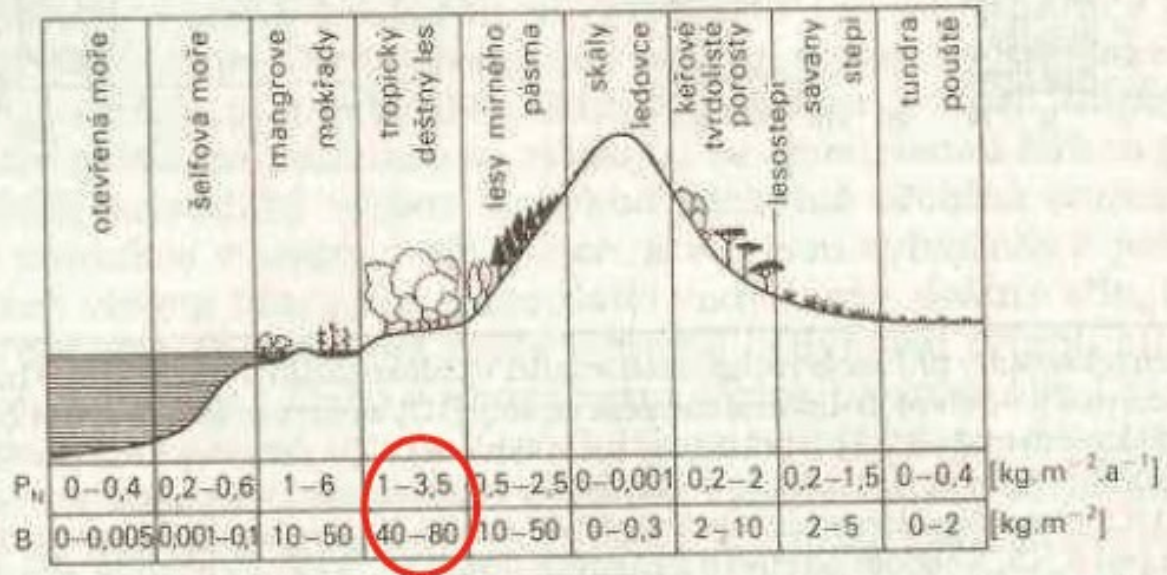 otevřená moře
šelfová moře
mangrove
mokřady
tropický
deštný les
lesy mírného
pásma
skály
ledovce
keřové
tvrdolisté
porosty
lesostepi
savany
stepi
tundra
pouště
P_N 0–0,4 0,2–0,6 1–6 1–3,5 0,5–2,5 0–0,001 0,2–2 0,2–1,5 0–0,4 [kg.m⁻².a⁻¹]
B 0–0,005 0,001–0,1 10–50 40–80 10–50 0–0,3 2–10 2–5 0–2 [kg.m⁻²]